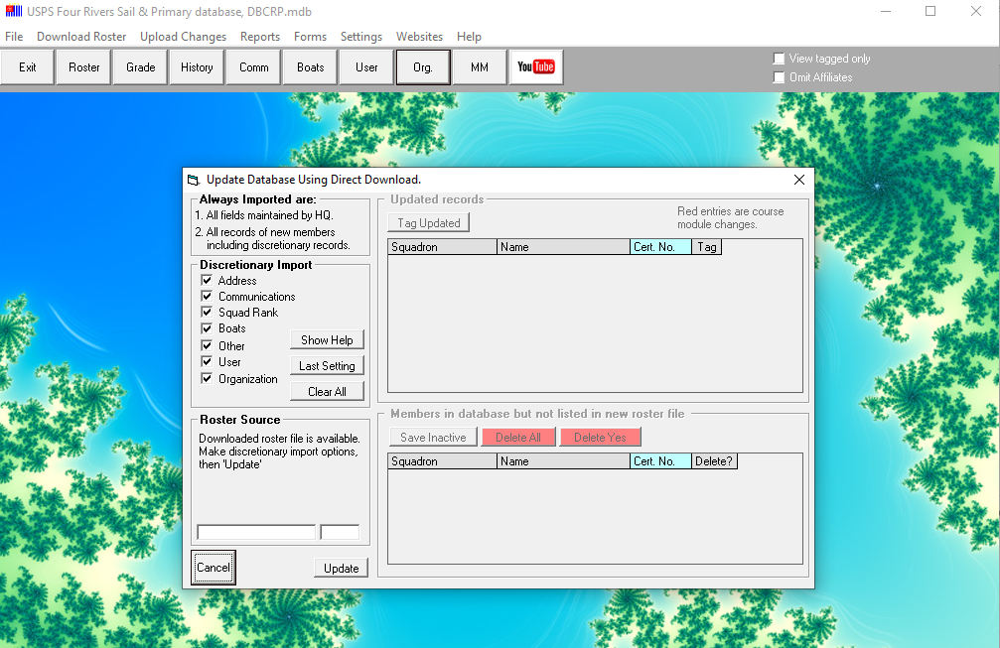 USPS Four Rivers Sail & Primary database, DBCRP.mdb
File Download Roster Upload Changes Reports Forms Settings Websites Help
Exit Roster Grade History Comm Boats User Org. MM YouTube
View tagged only
Omit Affiliates
Update Database Using Direct Download.
Always Imported are:
1. All fields maintained by HQ.
2. All records of new members
including discretionary records.
Discretionary Import
Address
Communications
Squad Rank
Boats
Other
User
Organization
Show Help
Last Setting
Clear All
Roster Source
Downloaded roster file is available.
Make discretionary import options,
then 'Update'
Cancel
Update
Updated records
Tag Updated
Red entries are course
module changes.
Squadron Name Cert. No. Tag
Members in database but not listed in new roster file
Save Inactive Delete All Delete Yes
Squadron Name Cert. No. Delete?